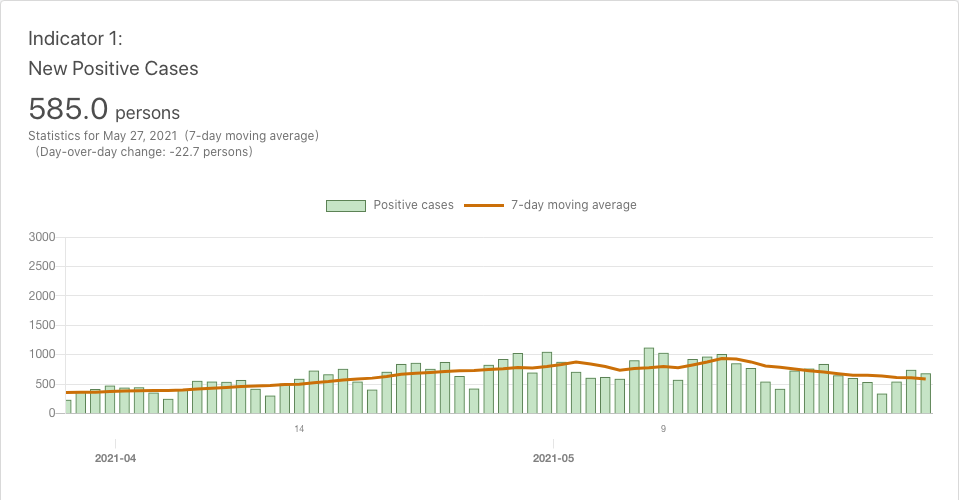 Indicator 1:
New Positive Cases
585.0 persons
Statistics for May 27, 2021 (7-day moving average)
(Day-over-day change: -22.7 persons)
Positive cases 7-day moving average
3000
2500
2000
1500
1000
500
0
14 9
2021-04 2021-05